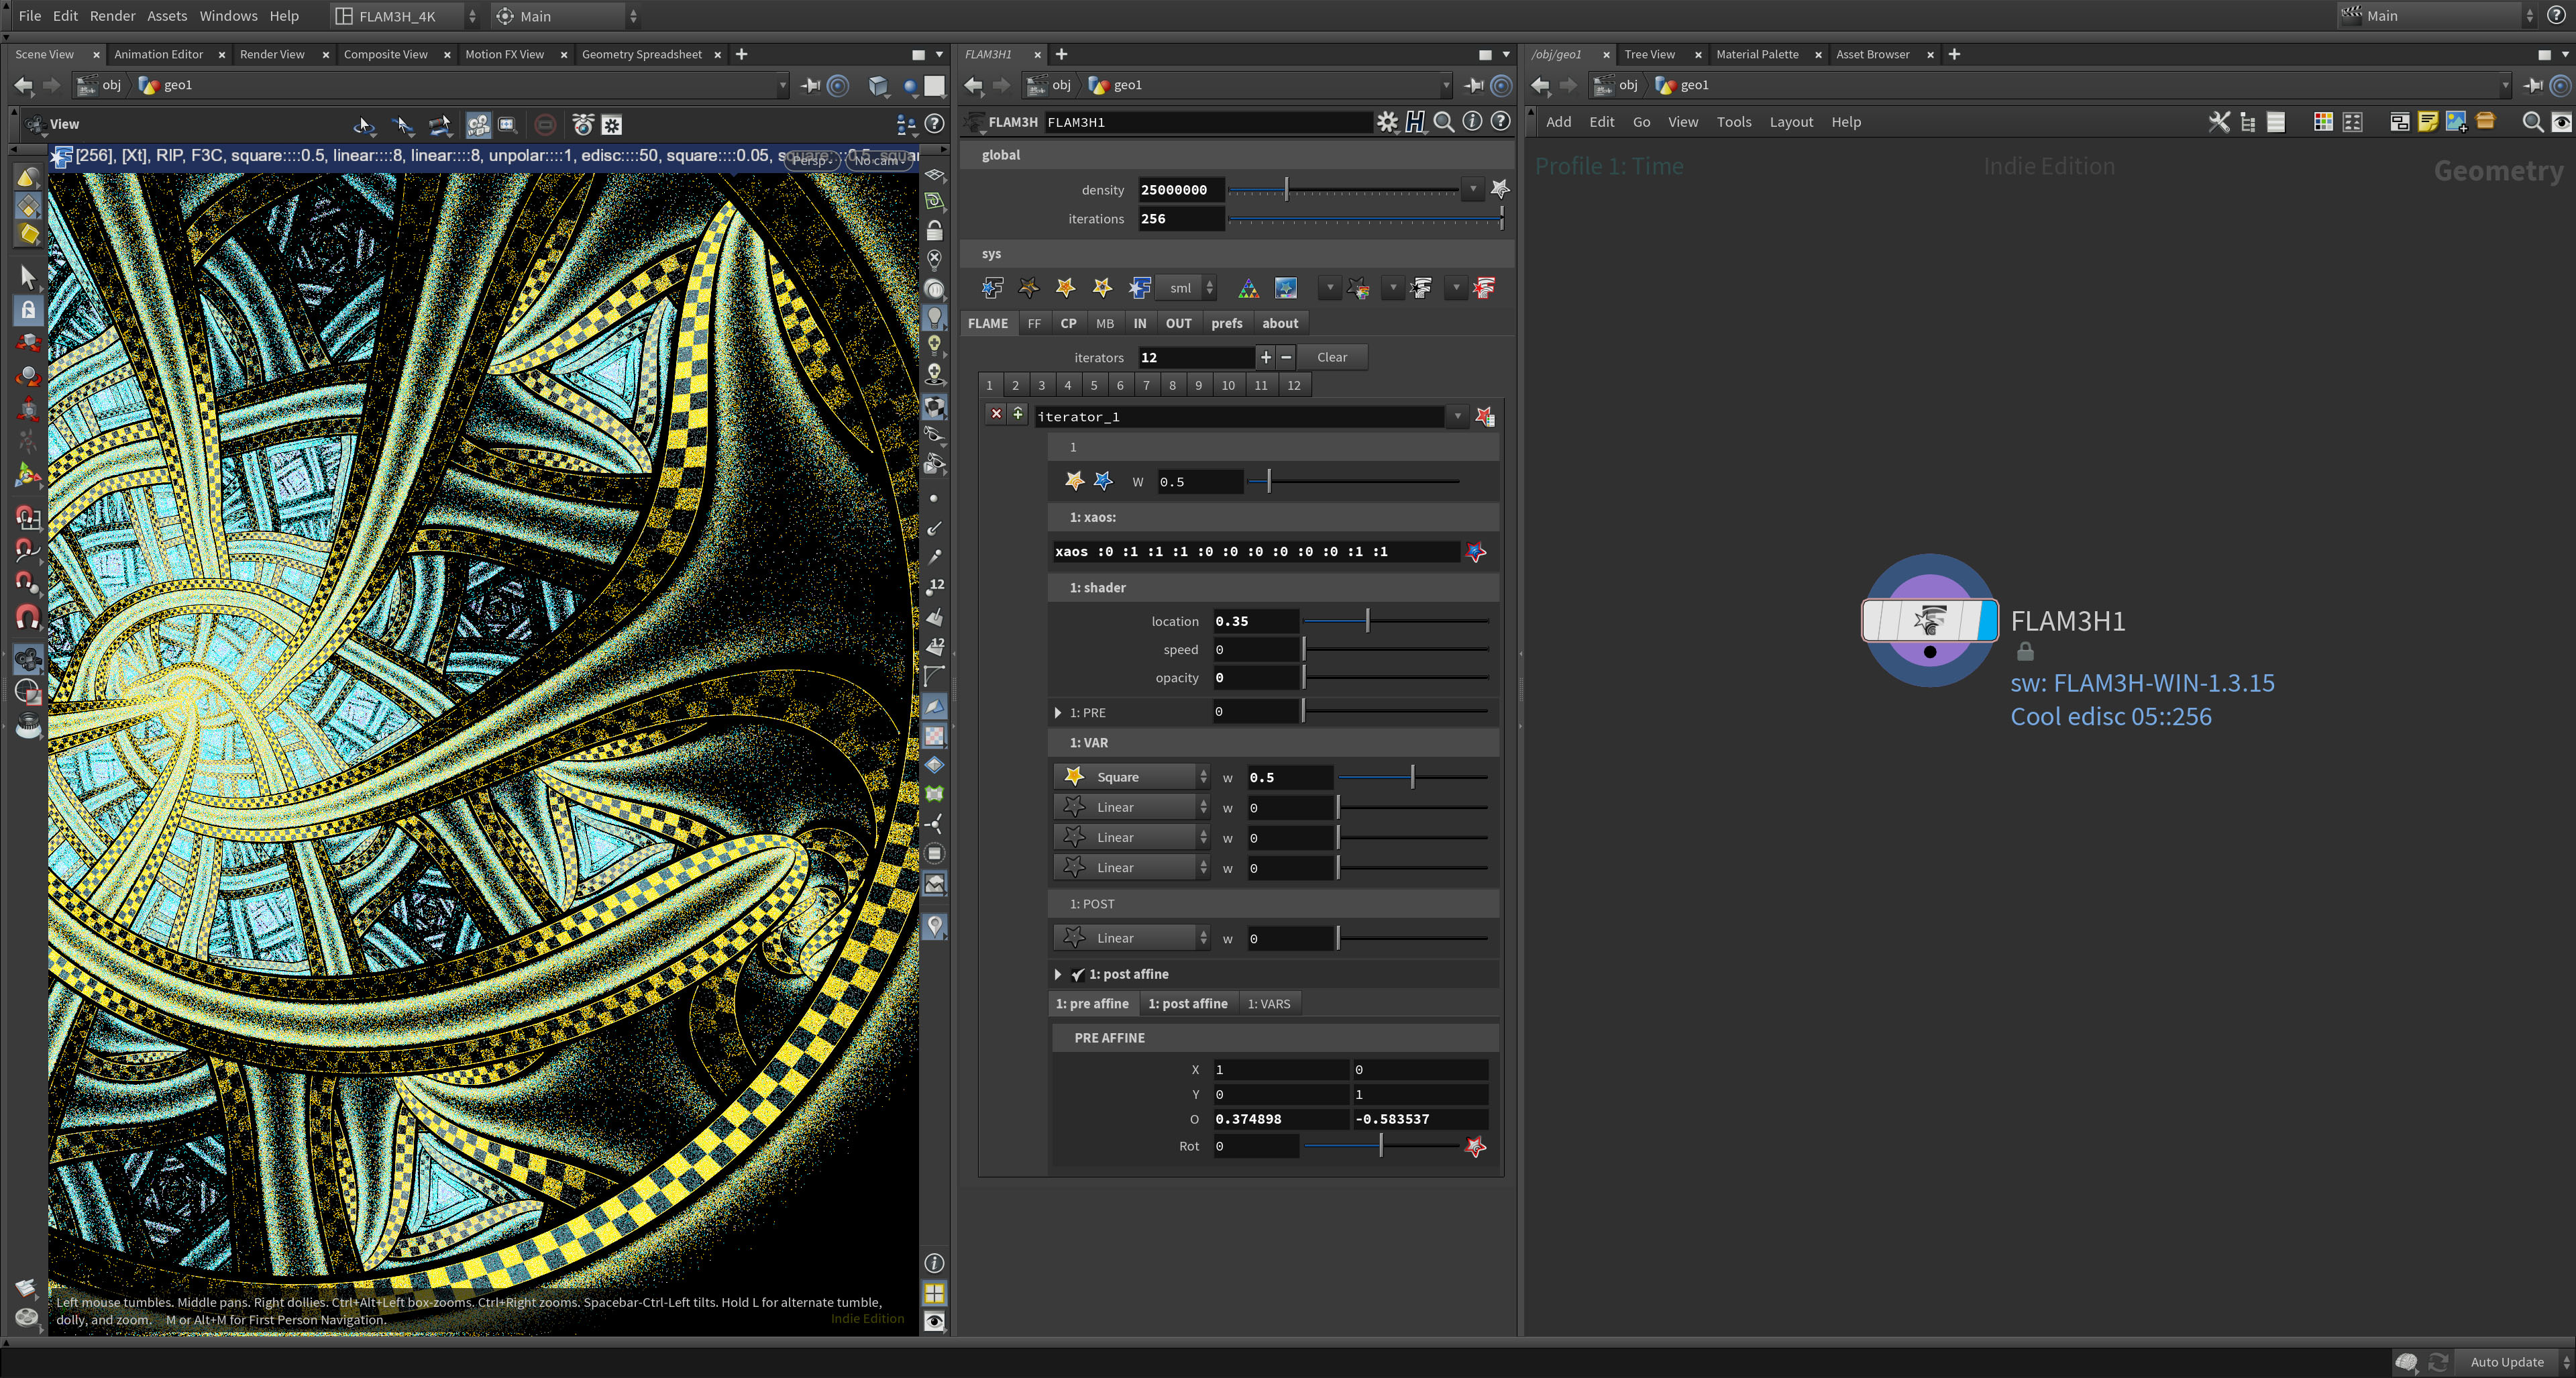 File Edit Render Assets Windows Help FLAM3H_4K Main Main
Scene View Animation Editor Render View Composite View Motion FX View Geometry Spreadsheet
obj geo1
View
[256], [Xt], RIP, F3C, square::::0.5, linear::::8, linear::::8, unpolar::::1, edisc::::50, square::::0.05,
Persp No cam
Left mouse tumbles. Middle pans. Right dollies. Ctrl+Alt+Left box-zooms. Ctrl+Right zooms. Spacebar-Ctrl-Left tilts. Hold L for alternate tumble,
dolly, and zoom. M or Alt+M for First Person Navigation.
Indie Edition
FLAM3H1
obj geo1
FLAM3H FLAM3H1
global
density 25000000
iterations 256
sys
sml
FLAME FF CP MB IN OUT prefs about
iterators 12 Clear
1 2 3 4 5 6 7 8 9 10 11 12
iterator_1
1
W 0.5
1: xaos:
xaos :0 :1 :1 :1 :0 :0 :0 :0 :0 :0 :1 :1
1: shader
location 0.35
speed 0
opacity 0
1: PRE 0
1: VAR
Square w 0.5
Linear w 0
Linear w 0
Linear w 0
1: POST
Linear w 0
1: post affine
1: pre affine 1: post affine 1: VARS
PRE AFFINE
X 1 0
Y 0 1
O 0.374898 -0.583537
Rot 0
/obj/geo1 Tree View Material Palette Asset Browser
obj geo1
Add Edit Go View Tools Layout Help
Profile 1: Time Indie Edition Geometry
FLAM3H1
sw: FLAM3H-WIN-1.3.15
Cool edisc 05::256
Auto Update